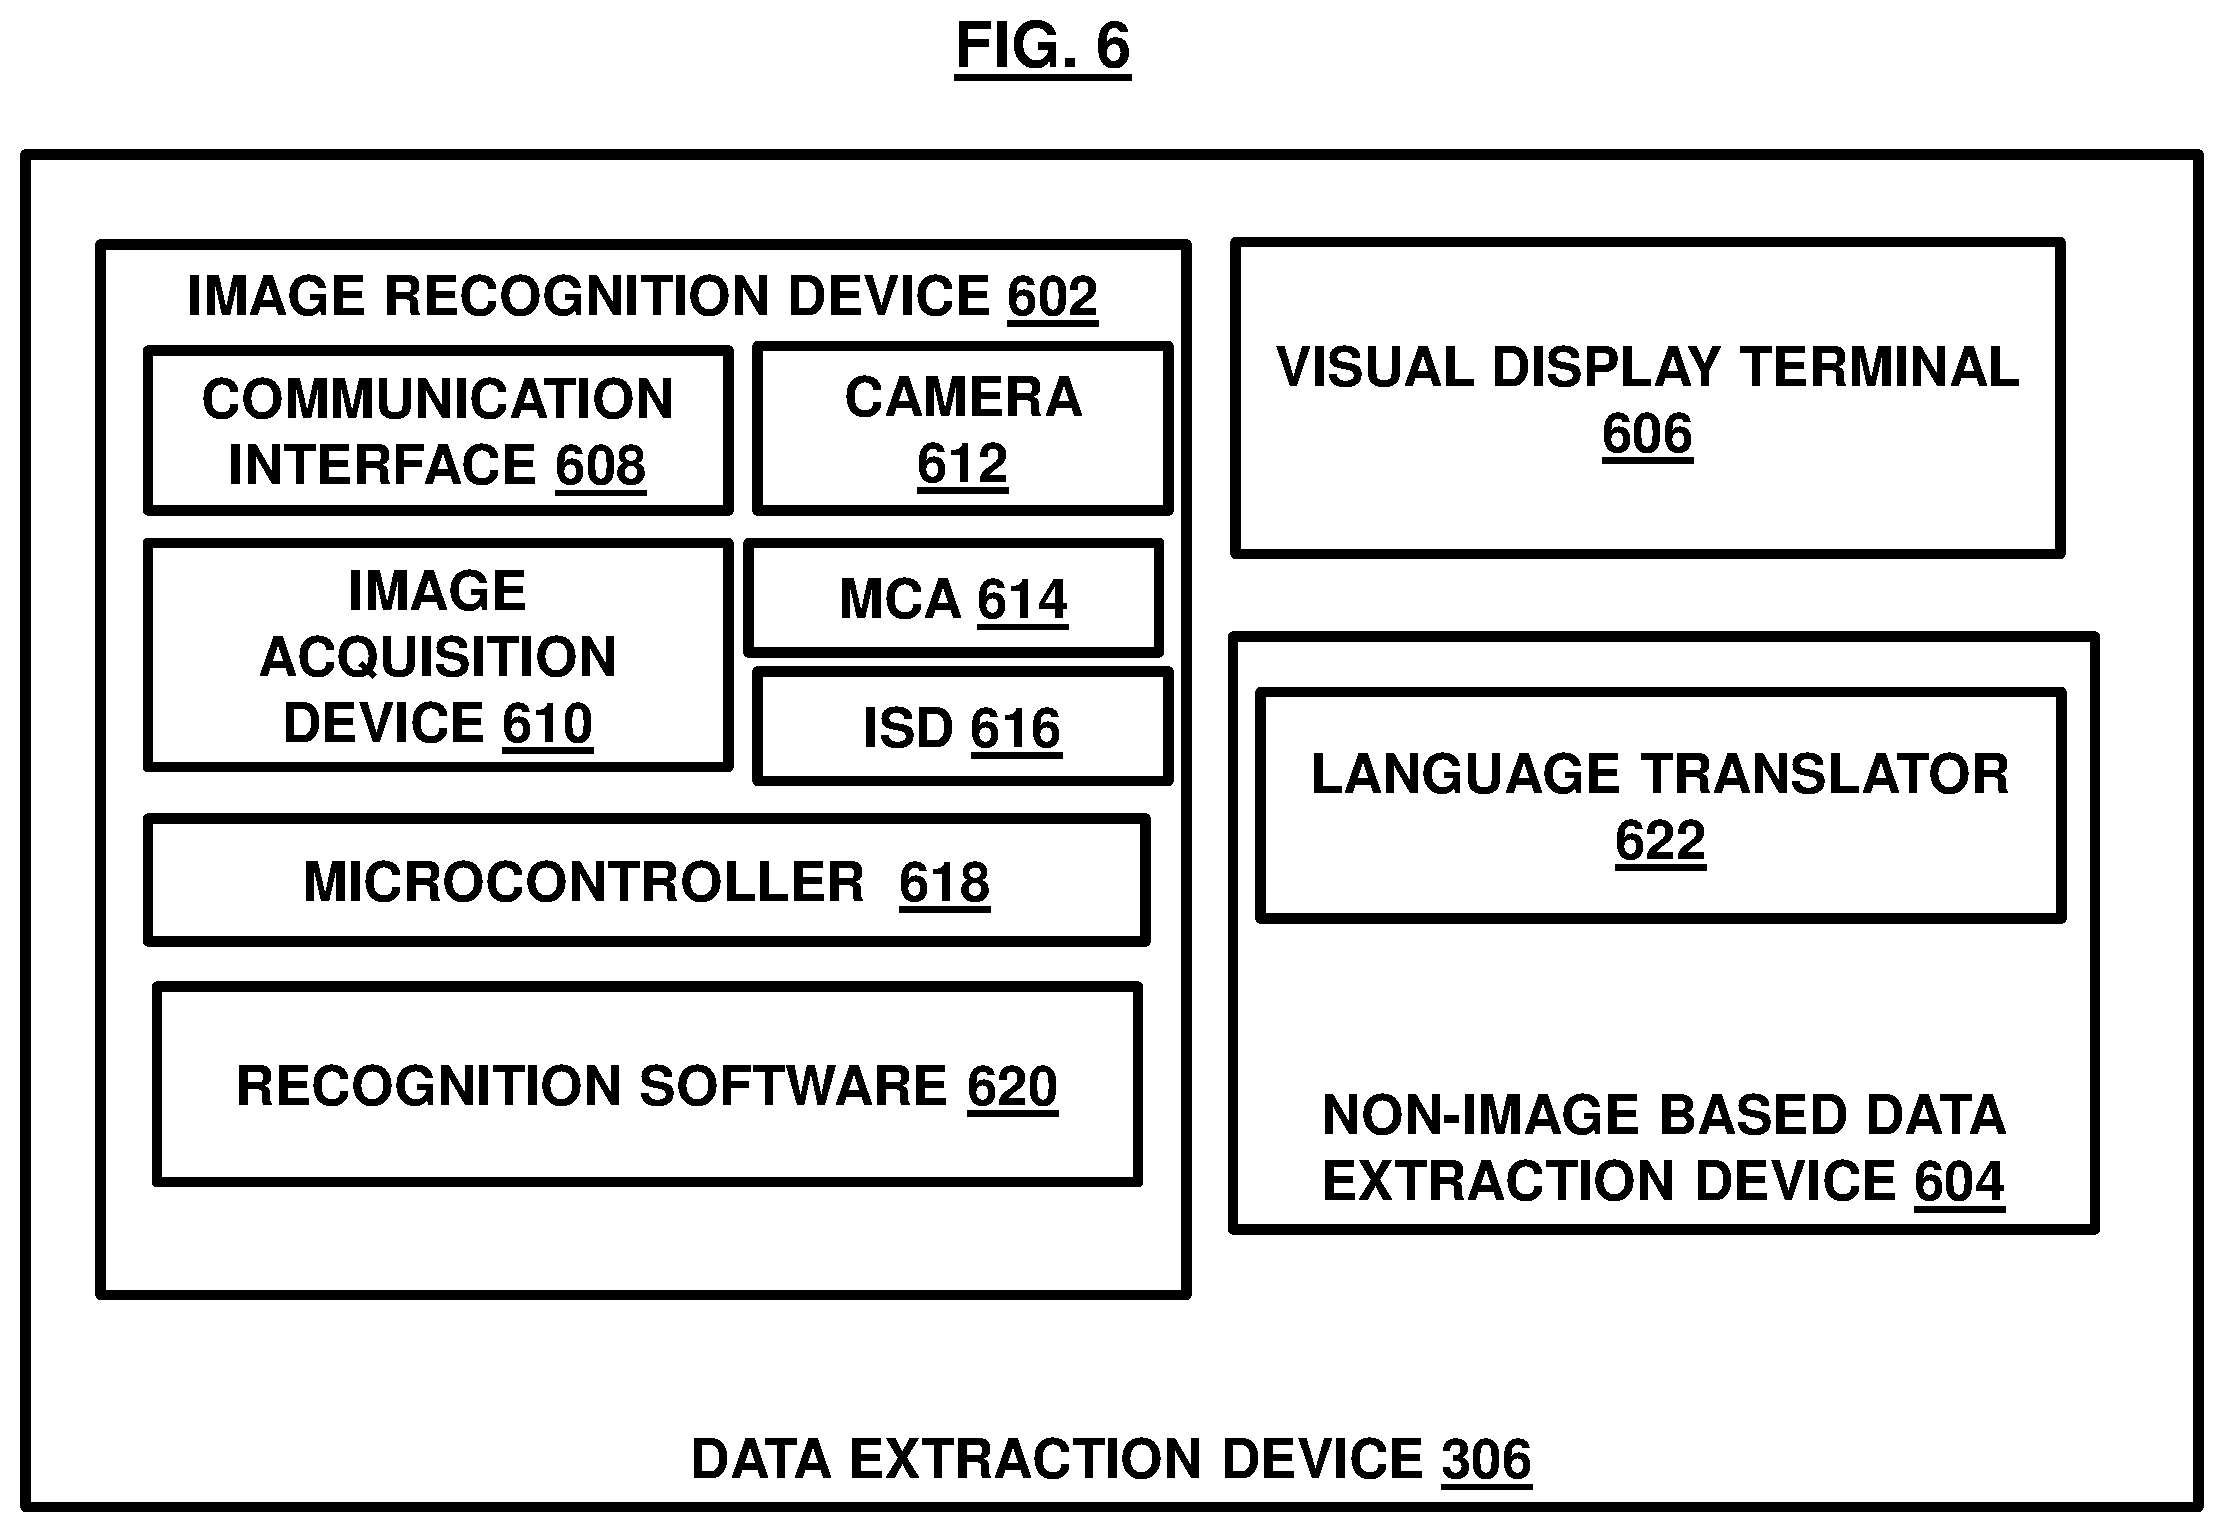 FIG. 6
IMAGE RECOGNITION DEVICE 602
COMMUNICATION
INTERFACE 608
CAMERA
612
IMAGE
ACQUISITION
DEVICE 610
MCA 614
ISD 616
MICROCONTROLLER 618
RECOGNITION SOFTWARE 620
VISUAL DISPLAY TERMINAL
606
LANGUAGE TRANSLATOR
622
NON-IMAGE BASED DATA
EXTRACTION DEVICE 604
DATA EXTRACTION DEVICE 306